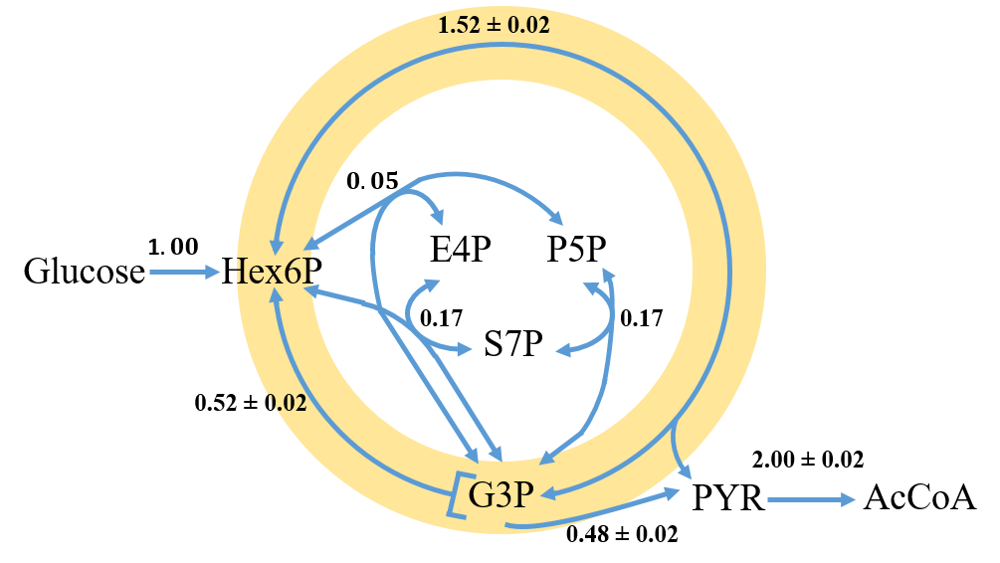 1.52 ± 0.02
0.05
E4P
P5P
1.00
Glucose
Hex6P
0.17
0.17
S7P
0.52 ± 0.02
2.00 ± 0.02
G3P
PYR
AcCoA
0.48 ± 0.02